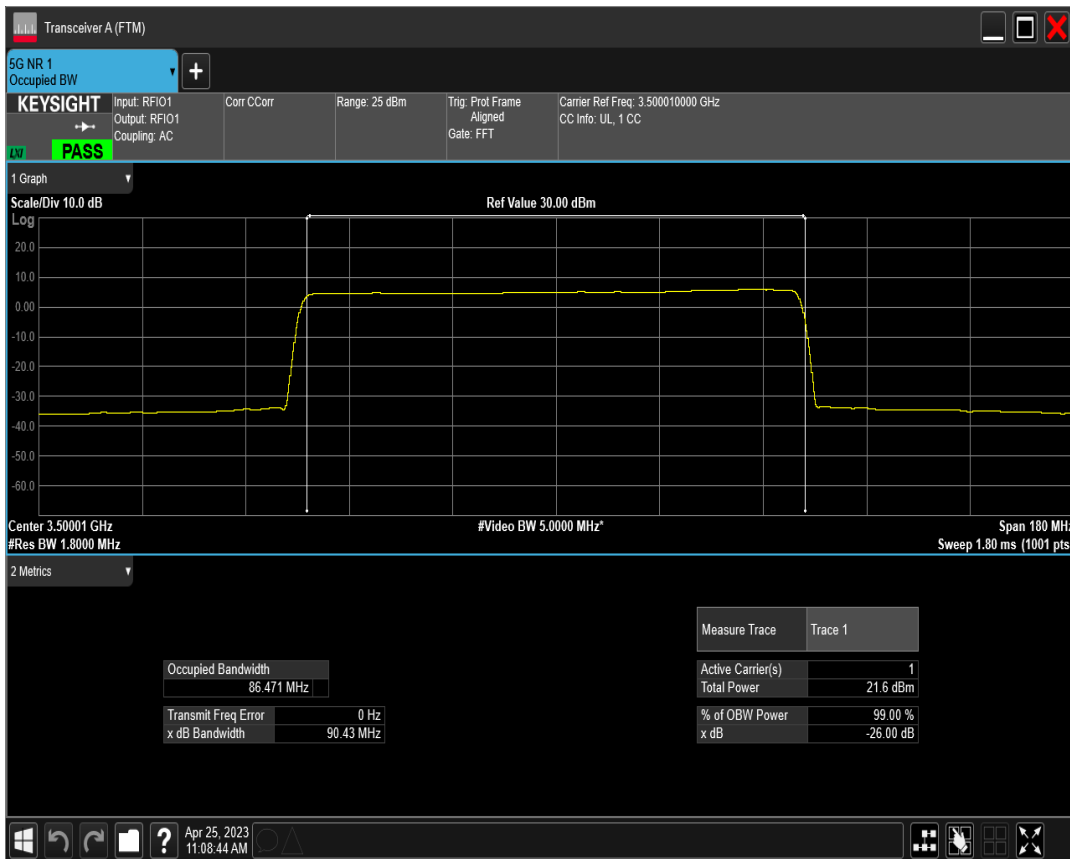 Transceiver A (FTM)
5G NR 1
Occupied BW
+
KEYSIGHT
LXI
PASS
Input: RFIO1
Output: RFIO1
Coupling: AC
Corr CCorr
Range: 25 dBm
Trig: Prot Frame
Aligned
Gate: FFT
Carrier Ref Freq: 3.500010000 GHz
CC Info: UL, 1 CC
1 Graph
Scale/Div 10.0 dB
Ref Value 30.00 dBm
Log
20.0
10.0
0.00
-10.0
-20.0
-30.0
-40.0
-50.0
-60.0
Center 3.50001 GHz
#Video BW 5.0000 MHz*
Span 180 MHz
#Res BW 1.8000 MHz
Sweep 1.80 ms (1001 pts
2 Metrics
Measure Trace Trace 1
Occupied Bandwidth
86.471 MHz
Active Carrier(s) 1
Total Power 21.6 dBm
Transmit Freq Error 0 Hz
x dB Bandwidth 90.43 MHz
% of OBW Power 99.00 %
x dB -26.00 dB
?
Apr 25, 2023
11:08:44 AM